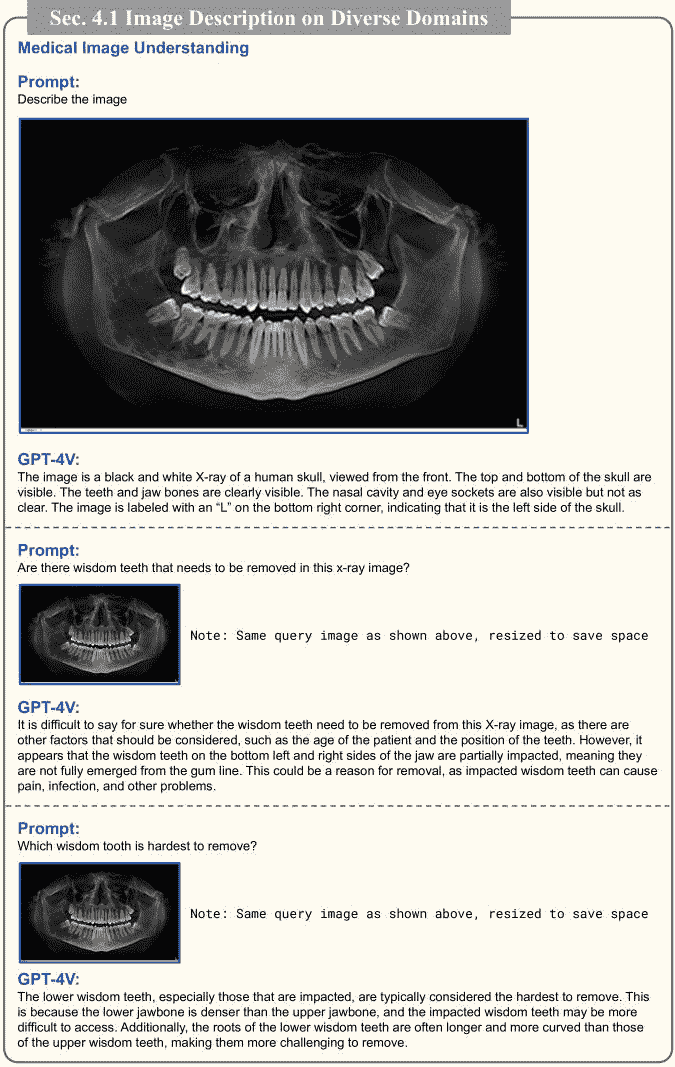 Sec. 4.1 Image Description on Diverse Domains
Medical Image Understanding
Prompt:
Describe the image
L
GPT-4V:
The image is a black and white X-ray of a human skull, viewed from the front. The top and bottom of the skull are
visible. The teeth and jaw bones are clearly visible. The nasal cavity and eye sockets are also visible but not as
clear. The image is labeled with an “L” on the bottom right corner, indicating that it is the left side of the skull.
Prompt:
Are there wisdom teeth that needs to be removed in this x-ray image?
Note: Same query image as shown above, resized to save space
GPT-4V:
It is difficult to say for sure whether the wisdom teeth need to be removed from this X-ray image, as there are
other factors that should be considered, such as the age of the patient and the position of the teeth. However, it
appears that the wisdom teeth on the bottom left and right sides of the jaw are partially impacted, meaning they
are not fully emerged from the gum line. This could be a reason for removal, as impacted wisdom teeth can cause
pain, infection, and other problems.
Prompt:
Which wisdom tooth is hardest to remove?
Note: Same query image as shown above, resized to save space
GPT-4V:
The lower wisdom teeth, especially those that are impacted, are typically considered the hardest to remove. This
is because the lower jawbone is denser than the upper jawbone, and the impacted wisdom teeth may be more
difficult to access. Additionally, the roots of the lower wisdom teeth are often longer and more curved than those
of the upper wisdom teeth, making them more challenging to remove.